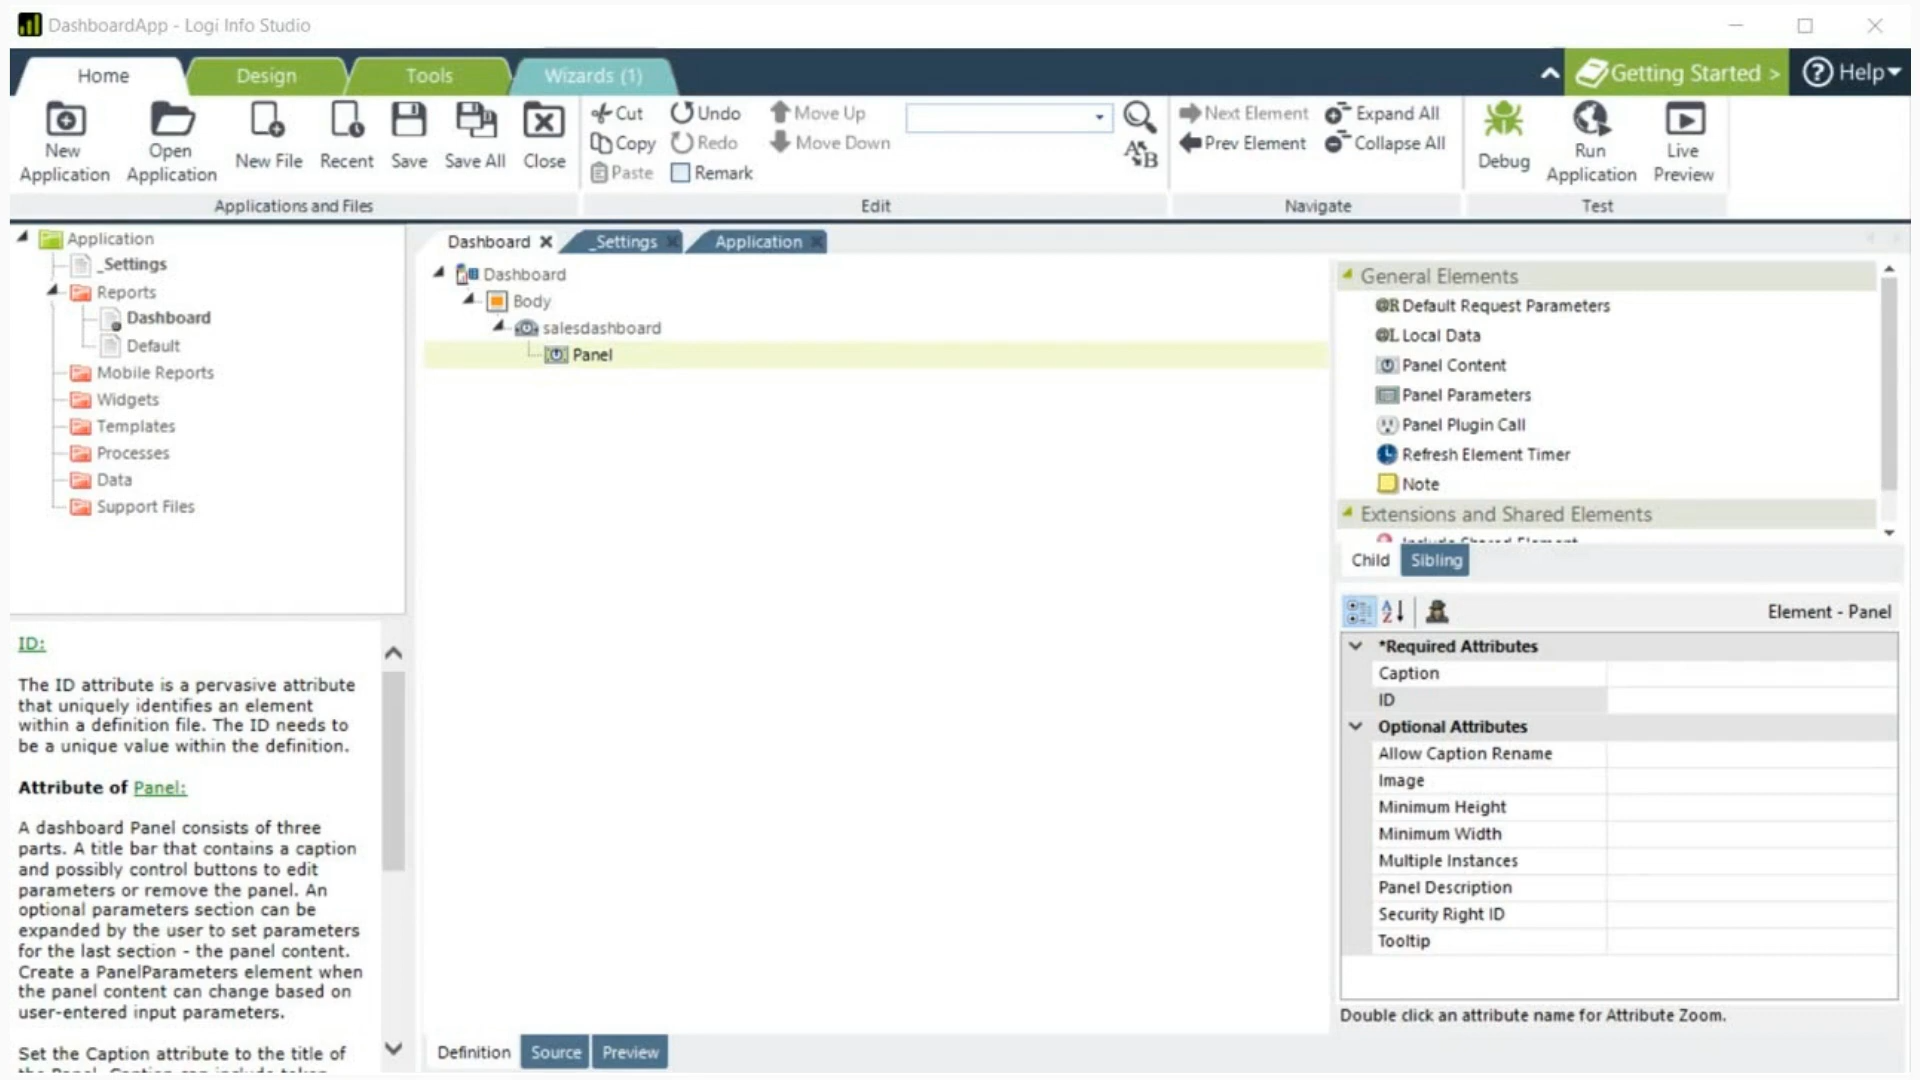 DashboardApp - Logi Info Studio
Home
Design
Tools
Wizards (1)
Getting Started >
Help
New Application
Open Application
New File
Recent
Save
Save All
Close
Cut
Copy
Paste
Undo
Redo
Remark
Move Up
Move Down
Next Element
Prev Element
Expand All
Collapse All
Debug
Run Application
Live Preview
Applications and Files
Edit
Navigate
Test
Application
_Settings
Reports
Dashboard
Default
Mobile Reports
Widgets
Templates
Processes
Data
Support Files
ID:
The ID attribute is a pervasive attribute
that uniquely identifies an element
within a definition file. The ID needs to
be a unique value within the definition.
Attribute of Panel:
A dashboard Panel consists of three
parts. A title bar that contains a caption
and possibly control buttons to edit
parameters or remove the panel. An
optional parameters section can be
expanded by the user to set parameters
for the last section - the panel content.
Create a PanelParameters element when
the panel content can change based on
user-entered input parameters.
Set the Caption attribute to the title of
Dashboard
_Settings
Application
Dashboard
Body
salesdashboard
Panel
Definition
Source
Preview
General Elements
@R Default Request Parameters
@L Local Data
Panel Content
Panel Parameters
Panel Plugin Call
Refresh Element Timer
Note
Extensions and Shared Elements
Child
Sibling
Element - Panel
*Required Attributes
Caption
ID
Optional Attributes
Allow Caption Rename
Image
Minimum Height
Minimum Width
Multiple Instances
Panel Description
Security Right ID
Tooltip
Double click an attribute name for Attribute Zoom.